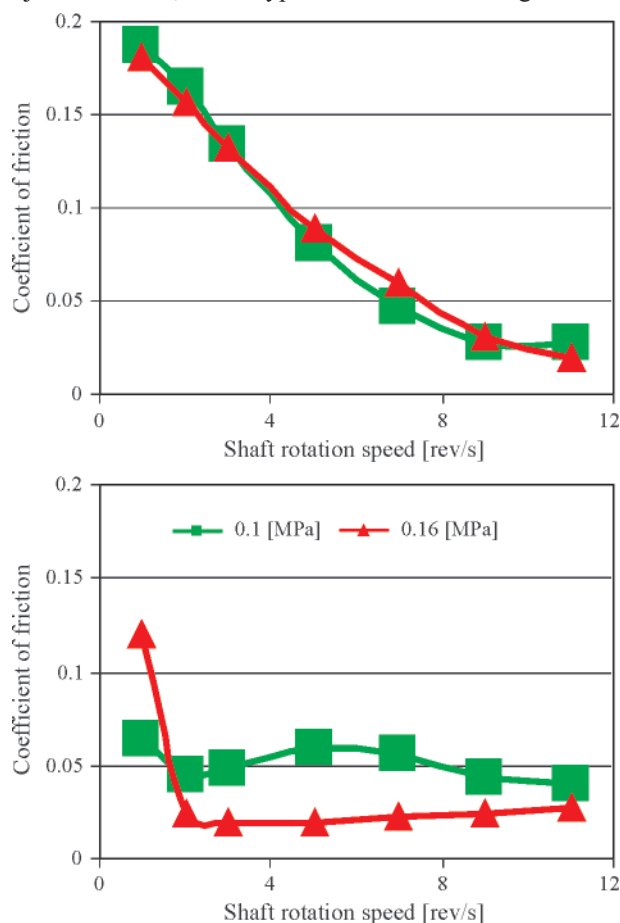 0.2
0.15
0.1
0.05
0
Coefficient of friction
0 4 8 12
Shaft rotation speed [rev/s]
0.2
0.15
0.1
0.05
0
Coefficient of friction
0.1 [MPa] 0.16 [MPa]
0 4 8 12
Shaft rotation speed [rev/s]